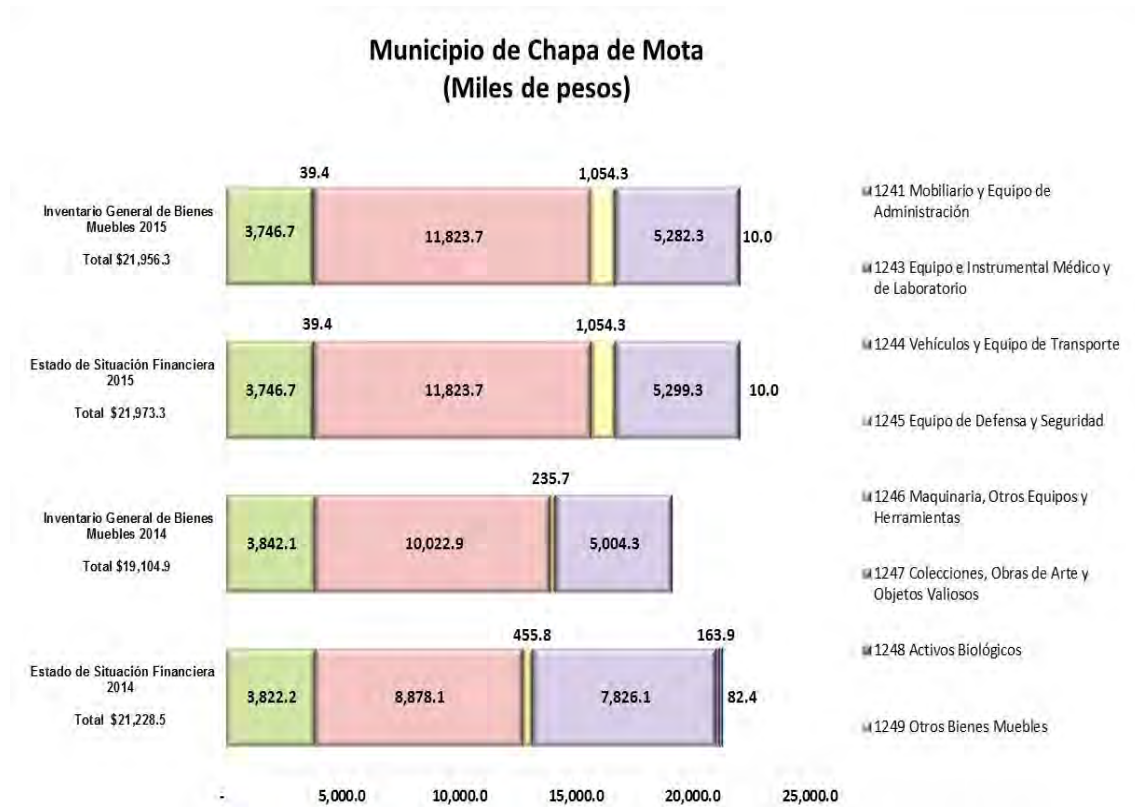 Municipio de Chapa de Mota
(Miles de pesos)
39.4
1,054.3
Inventario General de Bienes
Muebles 2015
Total $21,956.3
3,746.7
11,823.7
5,282.3
10.0
39.4
1,054.3
Estado de Situación Financiera
2015
Total $21,973.3
3,746.7
11,823.7
5,299.3
10.0
235.7
Inventario General de Bienes
Muebles 2014
Total $19,104.9
3,842.1
10,022.9
5,004.3
455.8
163.9
Estado de Situación Financiera
2014
Total $21,228.5
3,822.2
8,878.1
7,826.1
82.4
-
5,000.0
10,000.0
15,000.0
20,000.0
25,000.0
1241 Mobiliario y Equipo de
Administración
1243 Equipo e Instrumental Médico y
de Laboratorio
1244 Vehículos y Equipo de Transporte
1245 Equipo de Defensa y Seguridad
1246 Maquinaria, Otros Equipos y
Herramientas
1247 Colecciones, Obras de Arte y
Objetos Valiosos
1248 Activos Biológicos
1249 Otros Bienes Muebles